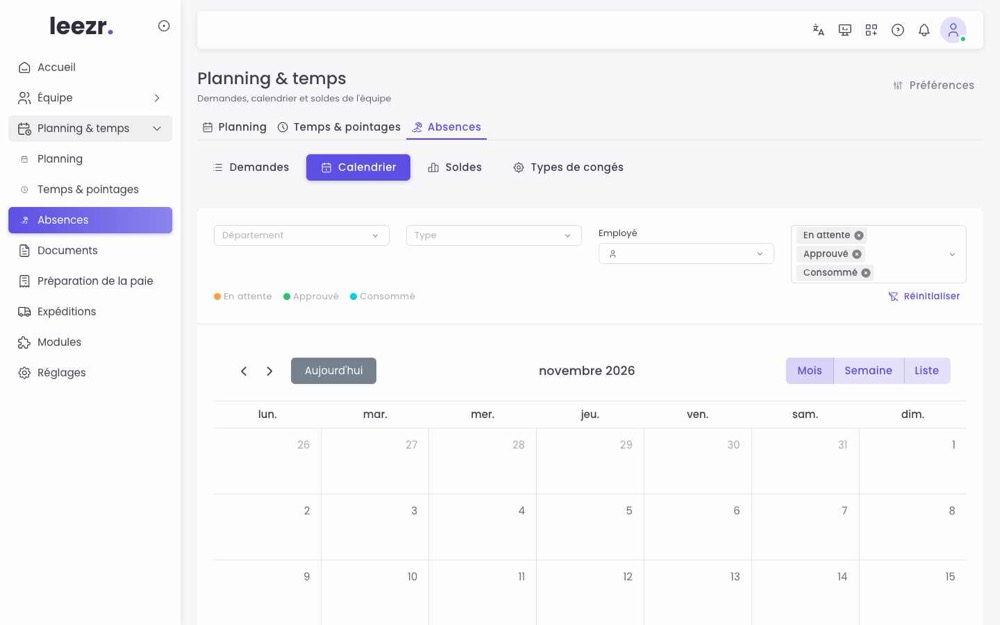 leezr.
Accueil
Équipe
Planning & temps
Planning
Temps & pointages
Absences
Documents
Préparation de la paie
Expéditions
Modules
Réglages
Planning & temps
Demandes, calendrier et soldes de l'équipe
Préférences
Planning
Temps & pointages
Absences
Demandes
Calendrier
Soldes
Types de congés
Département
Type
Employé
En attente
Approuvé
Consommé
En attente
Approuvé
Consommé
Réinitialiser
Aujourd'hui
novembre 2026
Mois
Semaine
Liste
lun. mar. mer. jeu. ven. sam. dim.
26 27 28 29 30 31 1
2 3 4 5 6 7 8
9 10 11 12 13 14 15